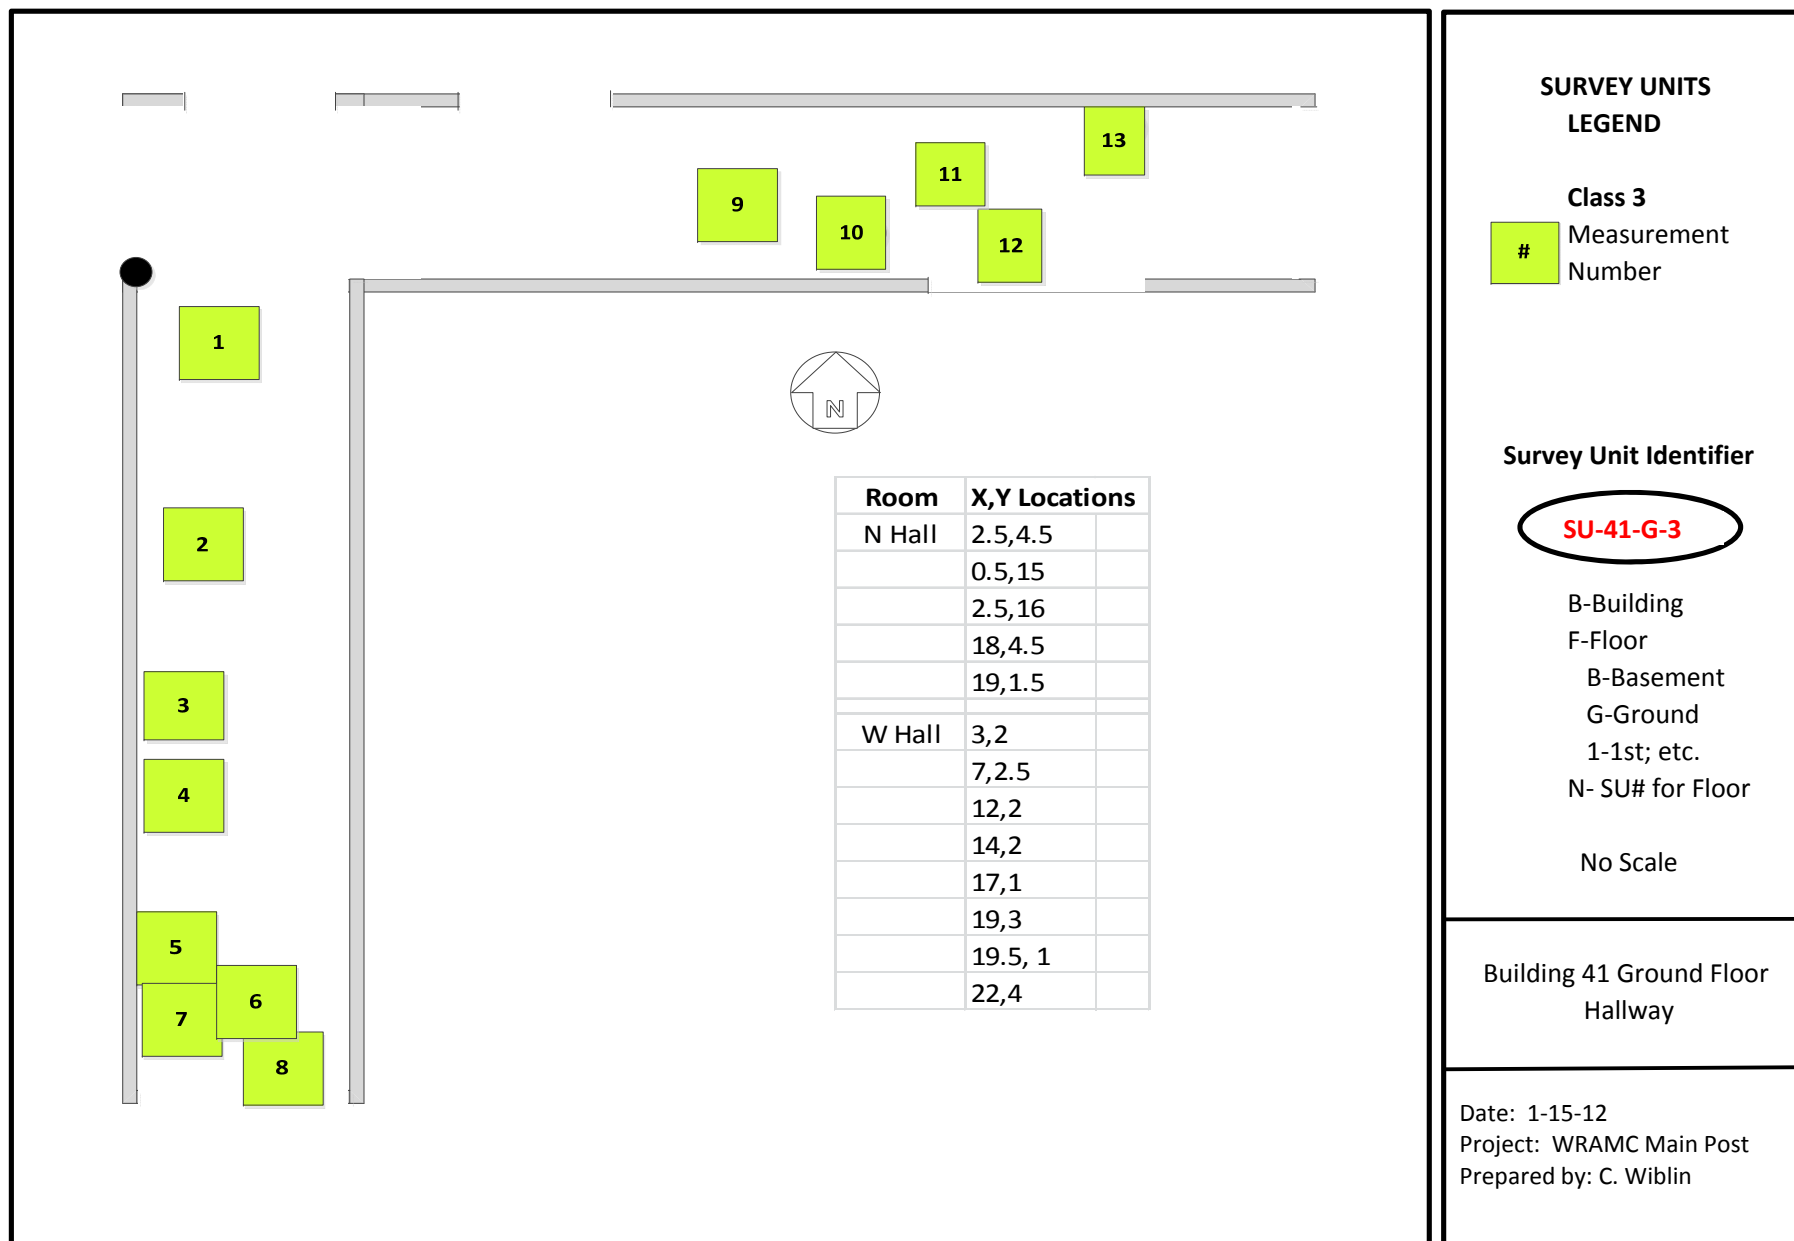 13
11
9
10
12
1
2
3
4
5
6
7
8
N
Room X,Y Locations
N Hall 2.5,4.5
0.5,15
2.5,16
18,4.5
19,1.5
W Hall 3,2
7,2.5
12,2
14,2
17,1
19,3
19.5, 1
22,4
SURVEY UNITS
LEGEND
Class 3
# Measurement
Number
Survey Unit Identifier
SU-41-G-3
B-Building
F-Floor
B-Basement
G-Ground
1-1st; etc.
N- SU# for Floor
No Scale
Building 41 Ground Floor
Hallway
Date: 1-15-12
Project: WRAMC Main Post
Prepared by: C. Wiblin